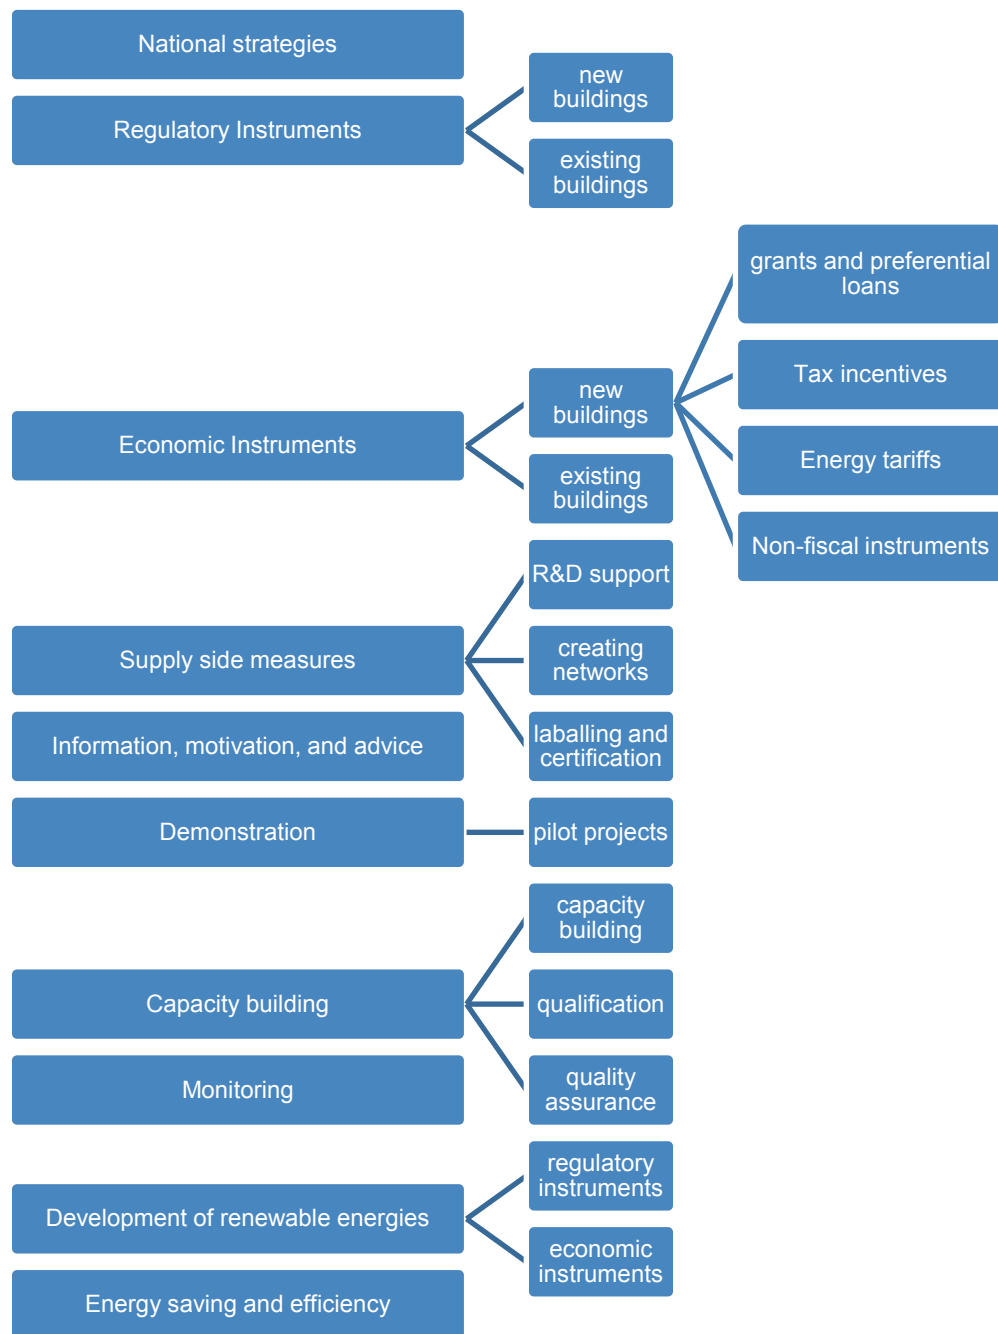 National strategies
Regulatory Instruments
new
buildings
existing
buildings
Economic Instruments
new
buildings
existing
buildings
grants and preferential
loans
Tax incentives
Energy tariffs
Non-fiscal instruments
Supply side measures
R&D support
creating
networks
laballing and
certification
Information, motivation, and advice
Demonstration
pilot projects
Capacity building
capacity
building
qualification
quality
assurance
Monitoring
Development of renewable energies
regulatory
instruments
economic
instruments
Energy saving and efficiency